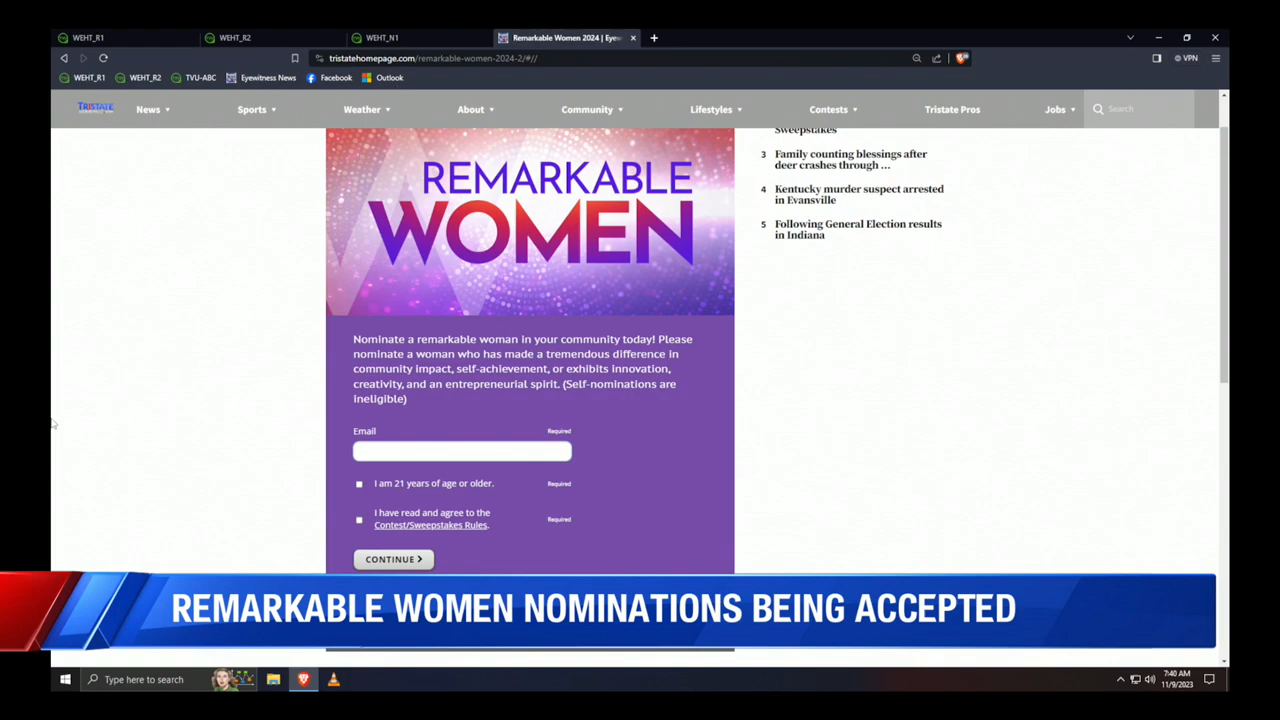 WEHT_R1
WEHT_R2
WEHT_N1
Remarkable Women 2024 | Eye
tristatehomepage.com/remarkable-women-2024-2/#//
VPN
WEHT_R1
WEHT_R2
TVU-ABC
Eyewitness News
Facebook
Outlook
TRISTATE
News
Sports
Weather
About
Community
Lifestyles
Contests
Tristate Pros
Jobs
Search
REMARKABLE
WOMEN
Sweepstakes
3 Family counting blessings after
deer crashes through ...
4 Kentucky murder suspect arrested
in Evansville
5 Following General Election results
in Indiana
Nominate a remarkable woman in your community today! Please
nominate a woman who has made a tremendous difference in
community impact, self-achievement, or exhibits innovation,
creativity, and an entrepreneurial spirit. (Self-nominations are
ineligible)
Email Required
I am 21 years of age or older. Required
I have read and agree to the
Contest/Sweepstakes Rules. Required
CONTINUE
REMARKABLE WOMEN NOMINATIONS BEING ACCEPTED
Type here to search
7:40 AM
11/9/2023